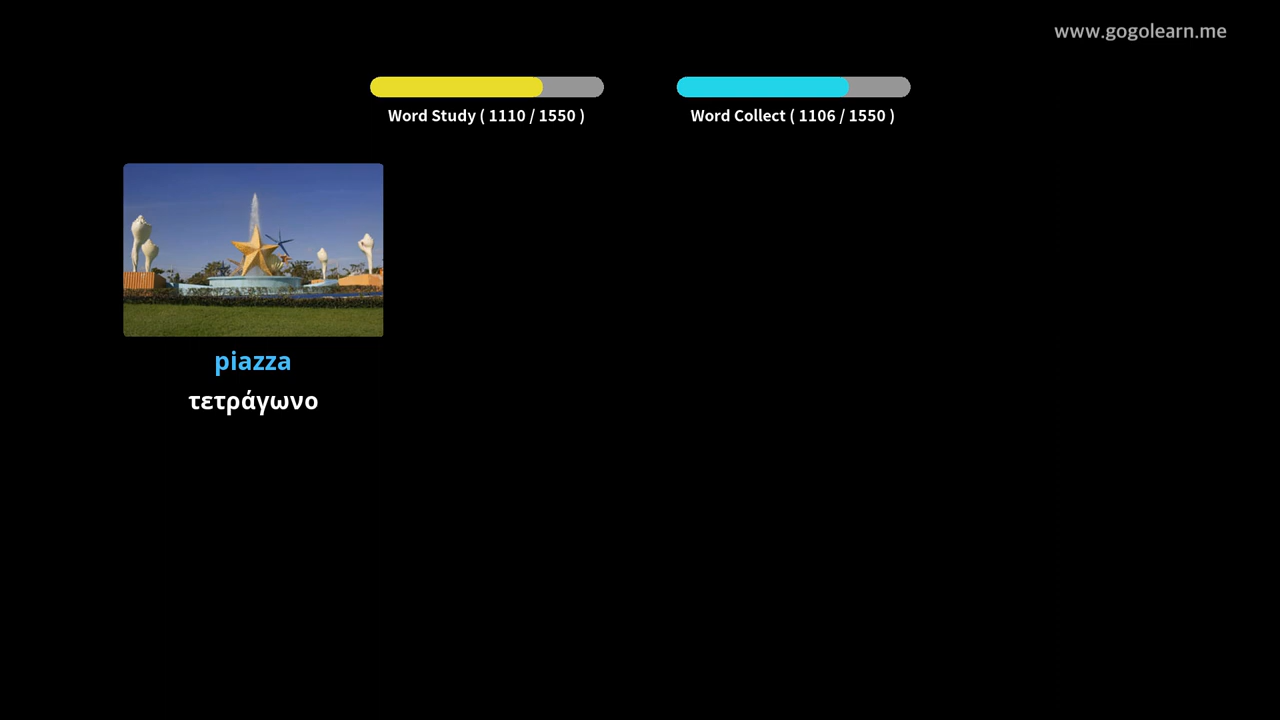 www.gogolearn.me
Word Study ( 1110 / 1550 )
Word Collect ( 1106 / 1550 )
piazza
τετράγωνο